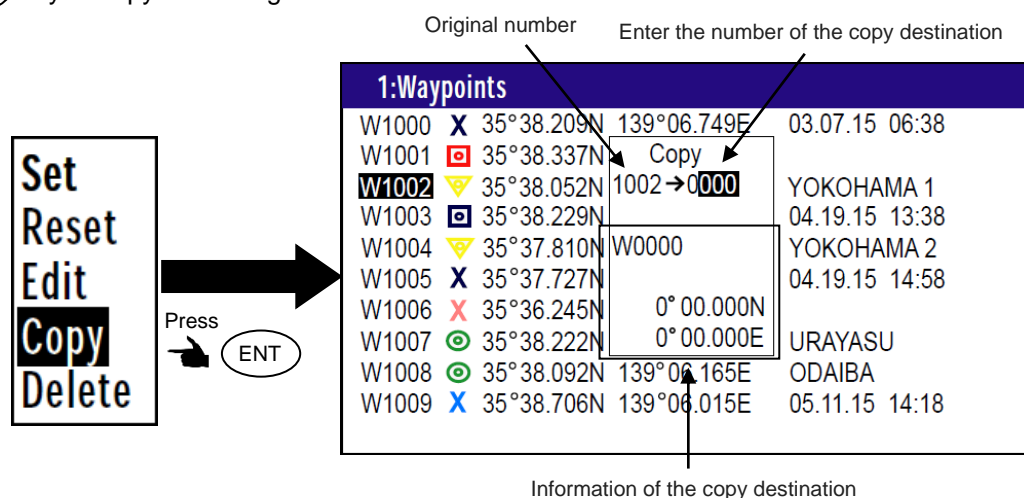 Original number
Enter the number of the copy destination
Set
Reset
Edit
Copy
Delete
Press
ENT
1:Waypoints
W1000 X 35°38.209N 139°06.749E 03.07.15 06:38
W1001 35°38.337N Copy
W1002 35°38.052N 1002→0000 YOKOHAMA 1
W1003 35°38.229N 04.19.15 13:38
W1004 35°37.810N W0000 YOKOHAMA 2
W1005 X 35°37.727N 04.19.15 14:58
W1006 X 35°36.245N 0°00.000N
W1007 35°38.222N 0°00.000E URAYASU
W1008 35°38.092N 139°06.165E ODAIBA
W1009 X 35°38.706N 139°06.015E 05.11.15 14:18
Information of the copy destination